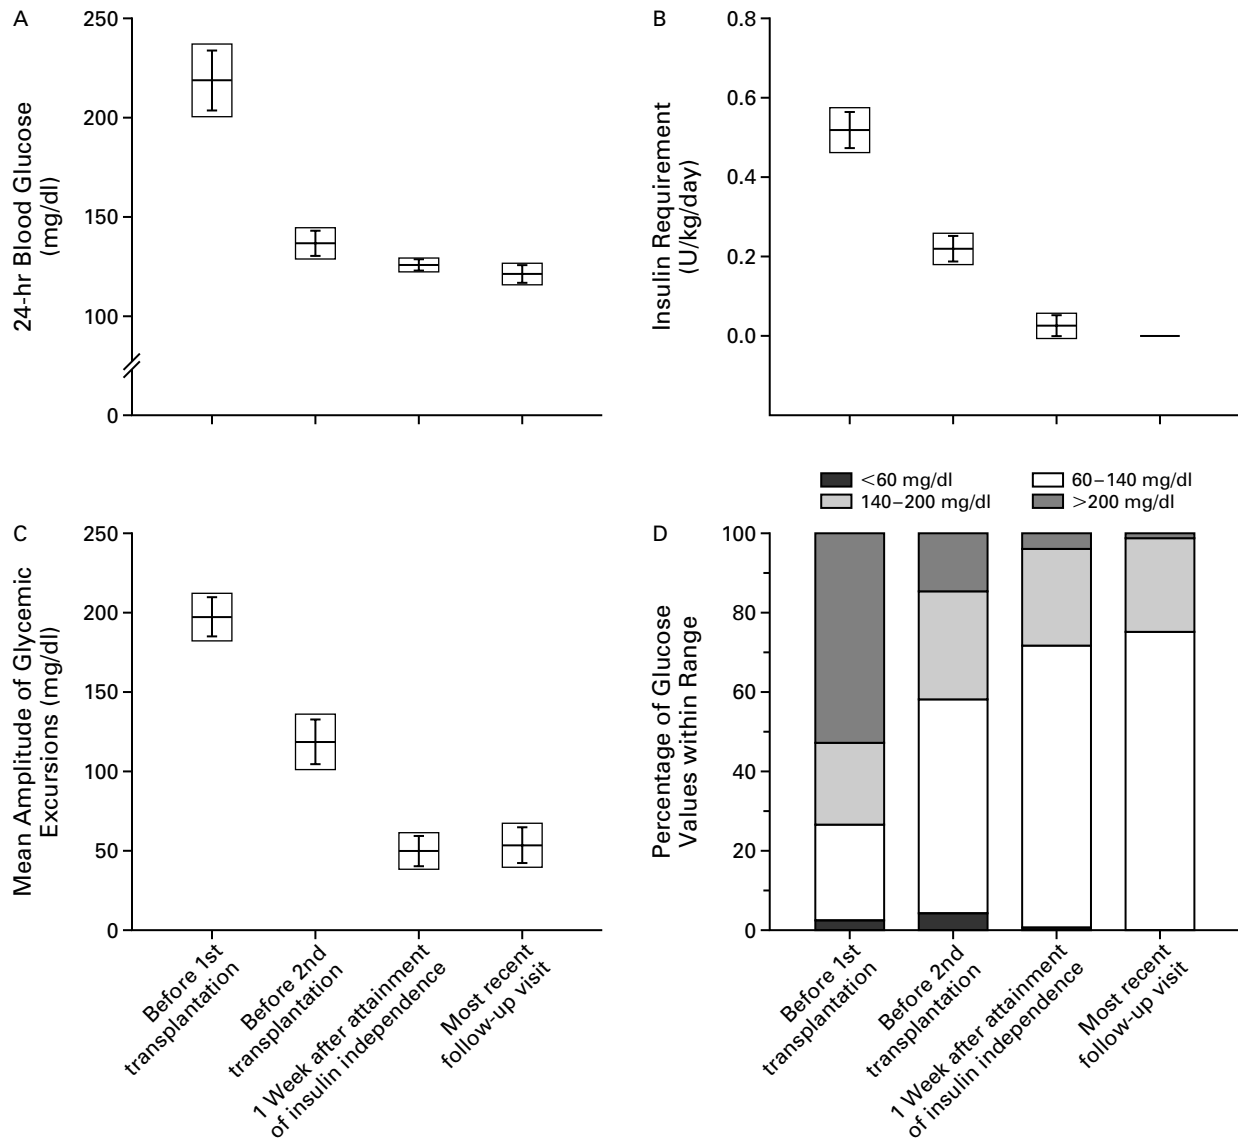 A
250
200
150
100
0
24-hr Blood Glucose
(mg/dl)
B
0.8
0.6
0.4
0.2
0.0
Insulin Requirement
(U/kg/day)
C
250
200
150
100
50
0
Mean Amplitude of Glycemic
Excursions (mg/dl)
Before 1st
transplantation
Before 2nd
transplantation
1 Week after attainment
of insulin independence
Most recent
follow-up visit
<60 mg/dl
60–140 mg/dl
140–200 mg/dl
>200 mg/dl
D
100
80
60
40
20
0
Percentage of Glucose
Values within Range
Before 1st
transplantation
Before 2nd
transplantation
1 Week after attainment
of insulin independence
Most recent
follow-up visit